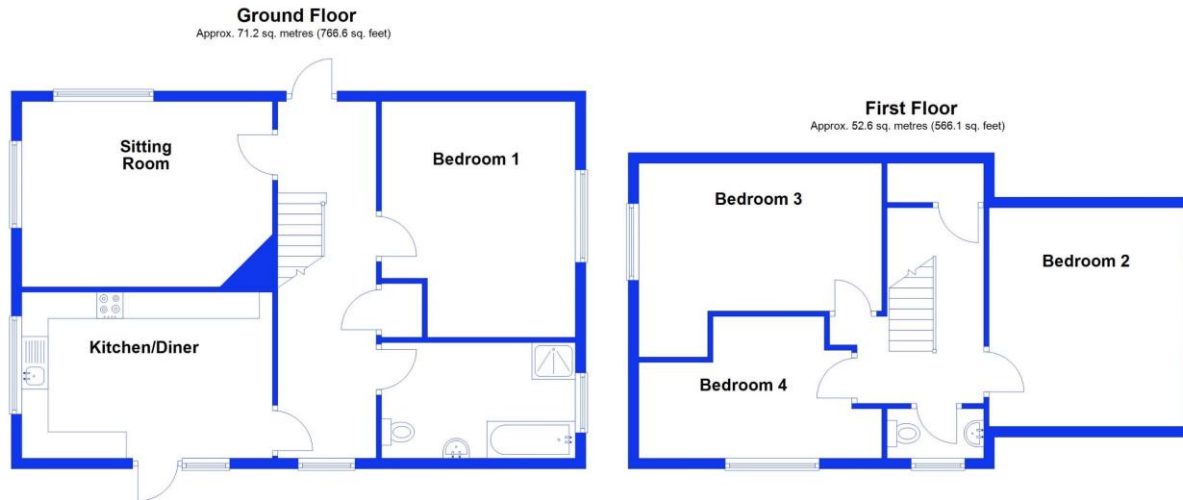 Ground Floor
Approx. 71.2 sq. metres (766.6 sq. feet)
Sitting
Room
Bedroom 1
Kitchen/Diner
First Floor
Approx. 52.6 sq. metres (566.1 sq. feet)
Bedroom 3
Bedroom 2
Bedroom 4